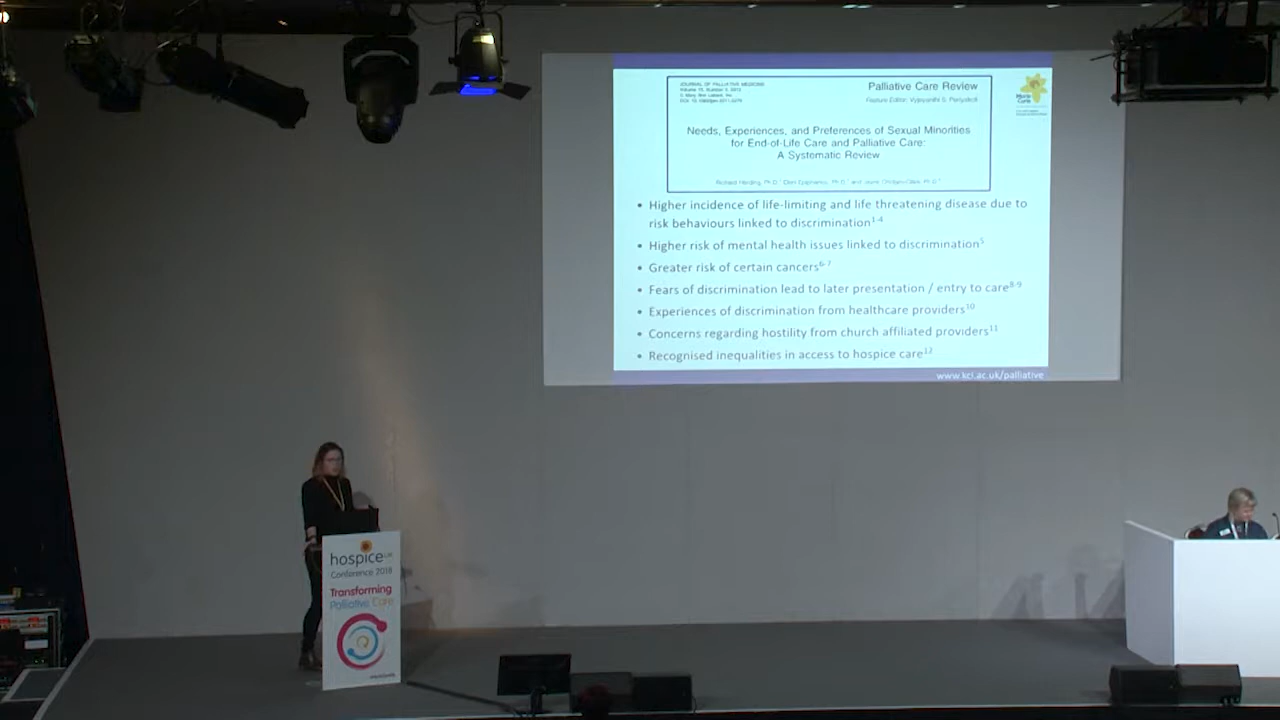 JOURNAL OF PALLIATIVE MEDICINE
Palliative Care Review
Needs, Experiences, and Preferences of Sexual Minorities
for End-of-Life Care and Palliative Care:
A Systematic Review
Marie
Curie
• Higher incidence of life-limiting and life threatening disease due to
risk behaviours linked to discrimination1-4
• Higher risk of mental health issues linked to discrimination5
• Greater risk of certain cancers6-7
• Fears of discrimination lead to later presentation / entry to care8-9
• Experiences of discrimination from healthcare providers10
• Concerns regarding hostility from church affiliated providers11
• Recognised inequalities in access to hospice care12
www.kcl.ac.uk/palliative
hospice UK
Conference 2018
Transforming
Palliative Care